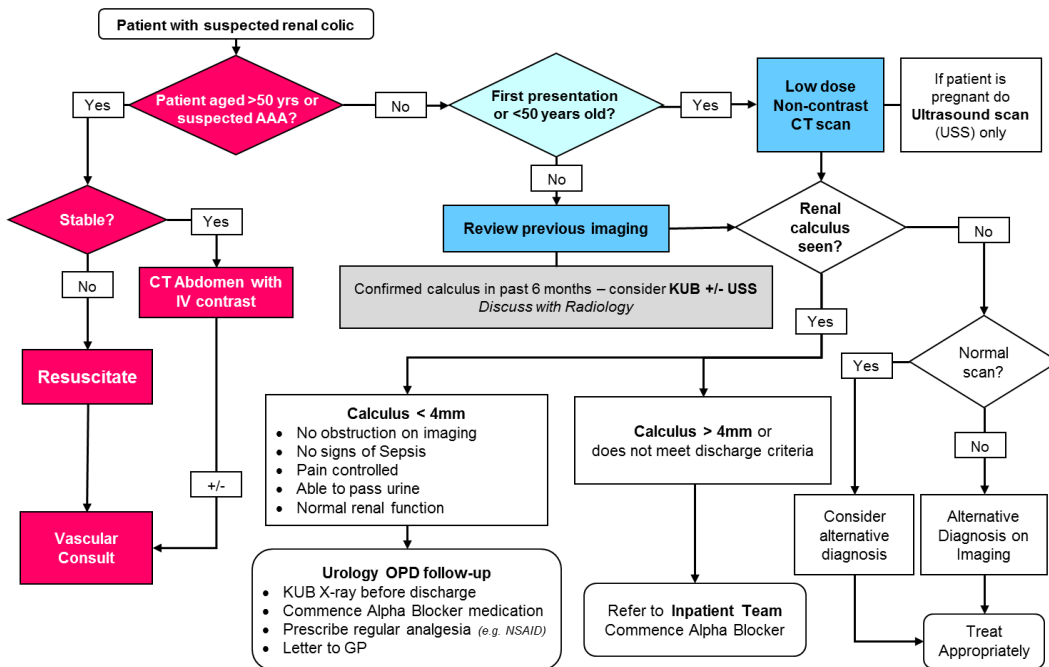 Patient with suspected renal colic
Patient aged >50 yrs or
suspected AAA?
Yes
No
First presentation
or <50 years old?
Yes
Low dose
Non-contrast
CT scan
If patient is
pregnant do
Ultrasound scan
(USS) only
No
Stable?
Yes
No
Review previous imaging
Renal
calculus
seen?
No
CT Abdomen with
IV contrast
Confirmed calculus in past 6 months – consider KUB +/- USS
Discuss with Radiology
Yes
Resuscitate
Normal
scan?
Yes
No
Calculus < 4mm
• No obstruction on imaging
• No signs of Sepsis
• Pain controlled
• Able to pass urine
• Normal renal function
Calculus > 4mm or
does not meet discharge criteria
+/-
Vascular
Consult
Consider
alternative
diagnosis
Alternative
Diagnosis on
Imaging
Urology OPD follow-up
• KUB X-ray before discharge
• Commence Alpha Blocker medication
• Prescribe regular analgesia (e.g. NSAID)
• Letter to GP
Refer to Inpatient Team
Commence Alpha Blocker
Treat
Appropriately